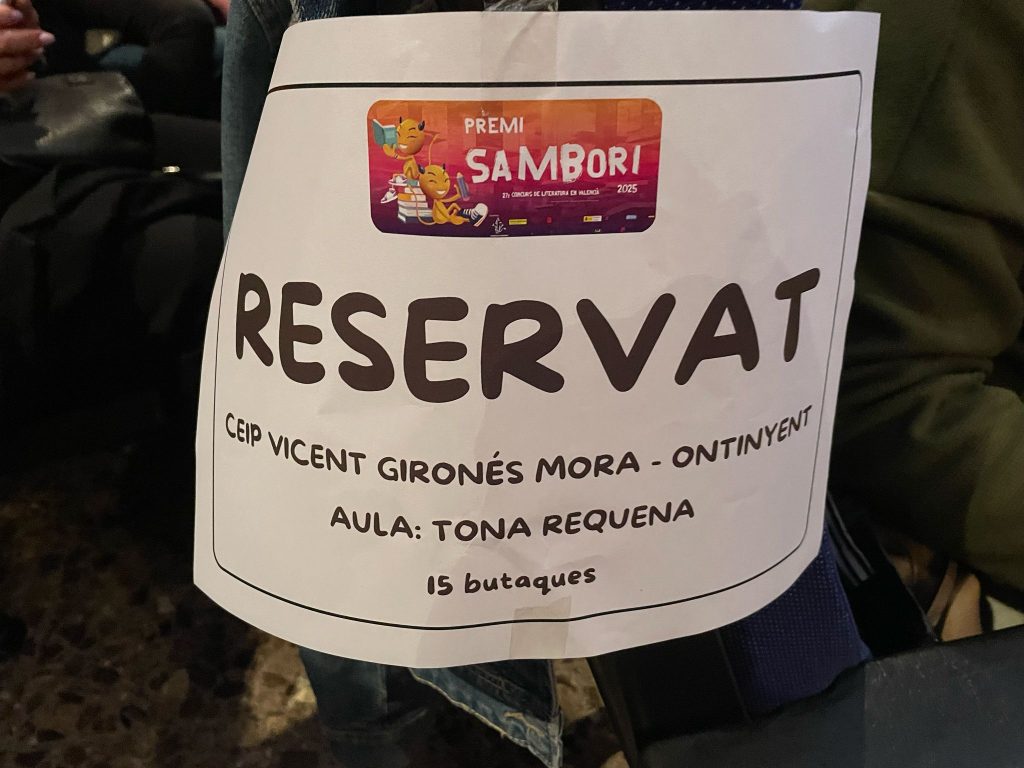 PREMI
SAMBORI
27è CONCURS DE LITERATURA EN VALENCIÀ
2025
RESERVAT
CEIP VICENT GIRONÉS MORA - ONTINYENT
AULA: TONA REQUENA
15 butaques